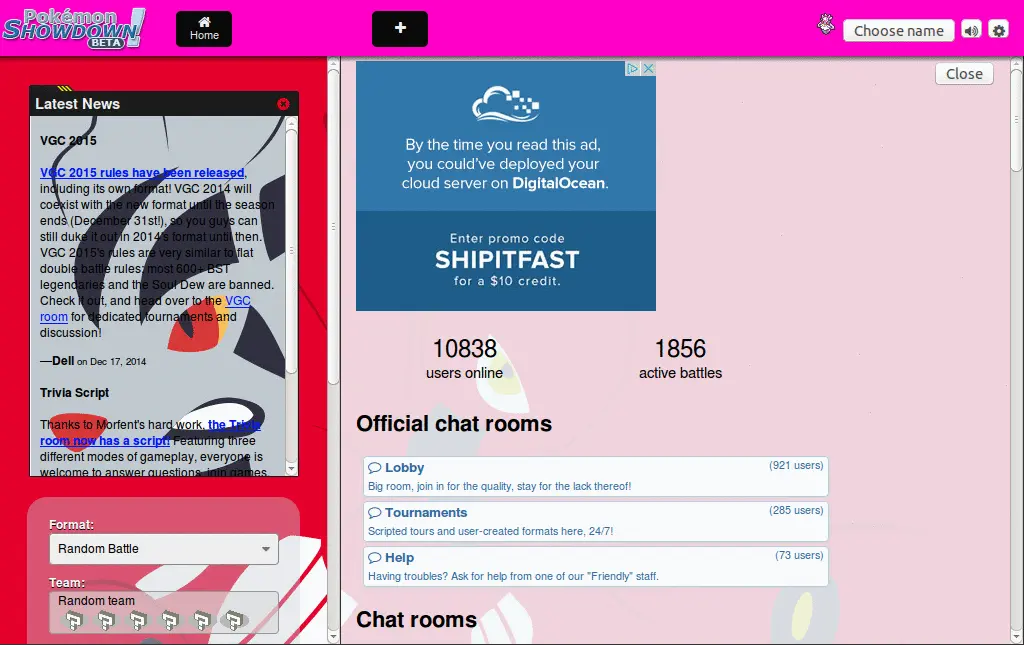 Pokémon
SHOWDOWN!
BETA
Home
Choose name
Close
Latest News
VGC 2015
VGC 2015 rules have been released,
including its own format! VGC 2014 will
coexist with the new format until the season
ends (December 31st!), so you guys can
still duke it out in 2014's format until then.
VGC 2015's rules are very similar to flat
double battle rules; most 600+ BST
legendaries and the Soul Dew are banned.
Check it out, and head over to the VGC
room for dedicated tournaments and
discussion!
—Dell on Dec 17, 2014
Trivia Script
Thanks to Morfent's hard work, the Trivia
room now has a script! Featuring three
different modes of gameplay, everyone is
welcome to answer questions, join games,
Format:
Random Battle
Team:
Random team
By the time you read this ad,
you could've deployed your
cloud server on DigitalOcean.
Enter promo code
SHIPITFAST
for a $10 credit.
10838
users online
1856
active battles
Official chat rooms
Lobby (921 users)
Big room, join in for the quality, stay for the lack thereof!
Tournaments (285 users)
Scripted tours and user-created formats here, 24/7!
Help (73 users)
Having troubles? Ask for help from one of our "Friendly" staff.
Chat rooms